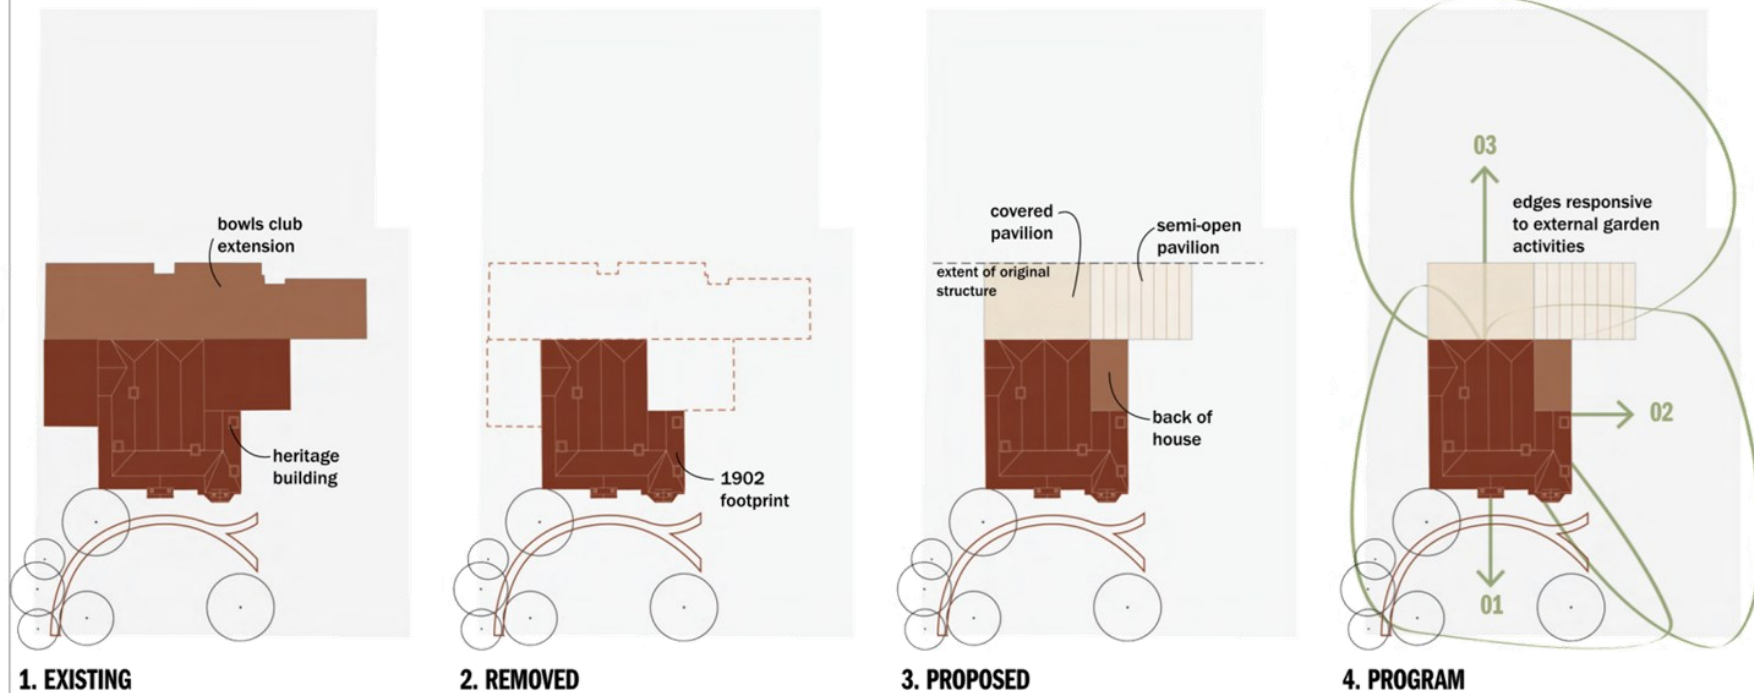 bowls club
extension
heritage
building
1. EXISTING
1902
footprint
2. REMOVED
covered
pavilion
semi-open
pavilion
extent of original
structure
back of
house
3. PROPOSED
03
edges responsive
to external garden
activities
02
01
4. PROGRAM